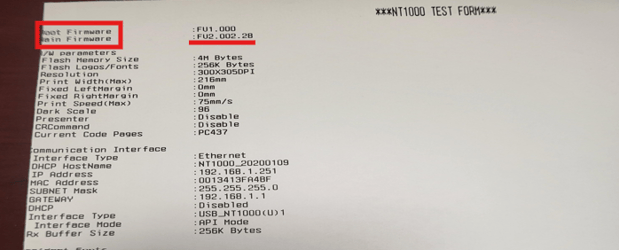 ***NT1000 TEST FORM***
Boot Firmware :FU1.000
Main Firmware :FU2.002.28
H/W parameters
Flash Memory Size :4M Bytes
Flash Logos/Fonts :256K Bytes
Resolution :300X305DPI
Print Width(Max) :216mm
Fixed LeftMargin :0mm
Fixed RightMargin :0mm
Print Speed(Max) :75mm/s
Dark Scale :96
Presenter :Disable
CRCommand :Disable
Current Code Pages :PC437
Communication Interface
Interface Type :Ethernet
DHCP HostName :NT1000_20200109
IP Address :192.168.1.251
MAC Address :0013413FA48F
SUBNET Mask :255.255.255.0
GATEWAY :192.168.1.1
DHCP :Disabled
Interface Type :USB_NT1000(U)1
Interface Mode :API Mode
Rx Buffer Size :256K Bytes